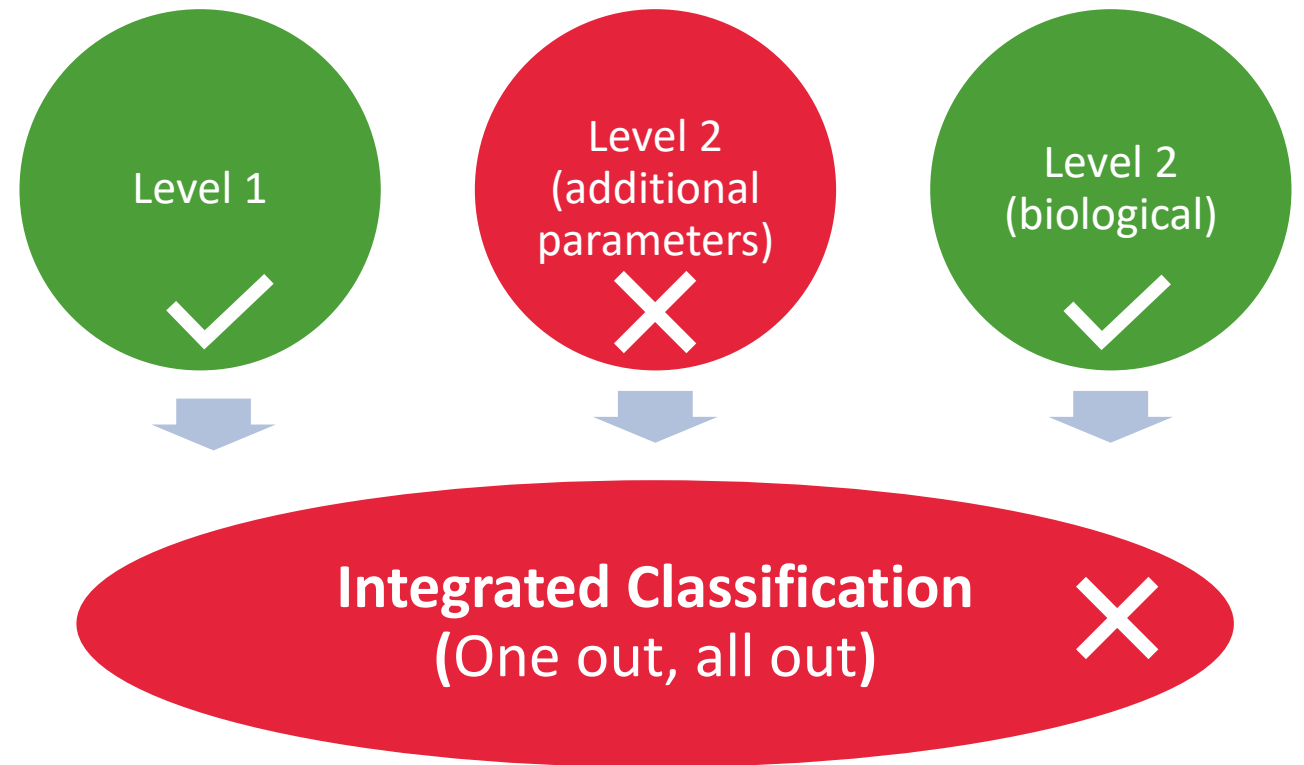 Level 1
Level 2
(additional
parameters)
Level 2
(biological)
Integrated Classification
(One out, all out)